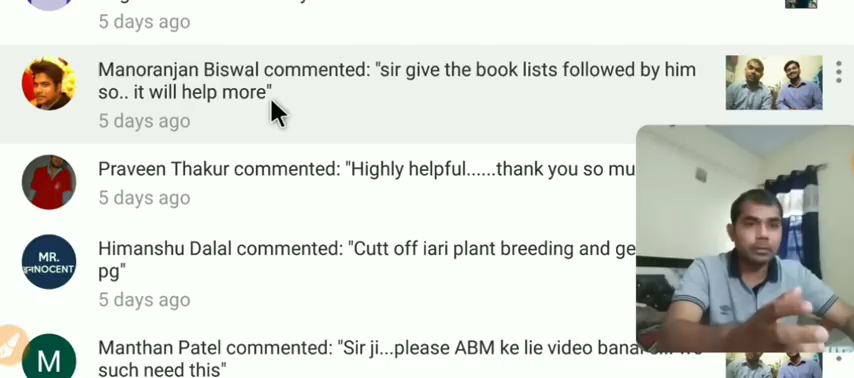 5 days ago
Manoranjan Biswal commented: "sir give the book lists followed by him
so.. it will help more"
5 days ago
Praveen Thakur commented: "Highly helpful......thank you so mu
5 days ago
MR.
इनNOCENT
Himanshu Dalal commented: "Cutt off iari plant breeding and ge
pg"
5 days ago
M
Manthan Patel commented: "Sir ji...please ABM ke lie video
such need this"